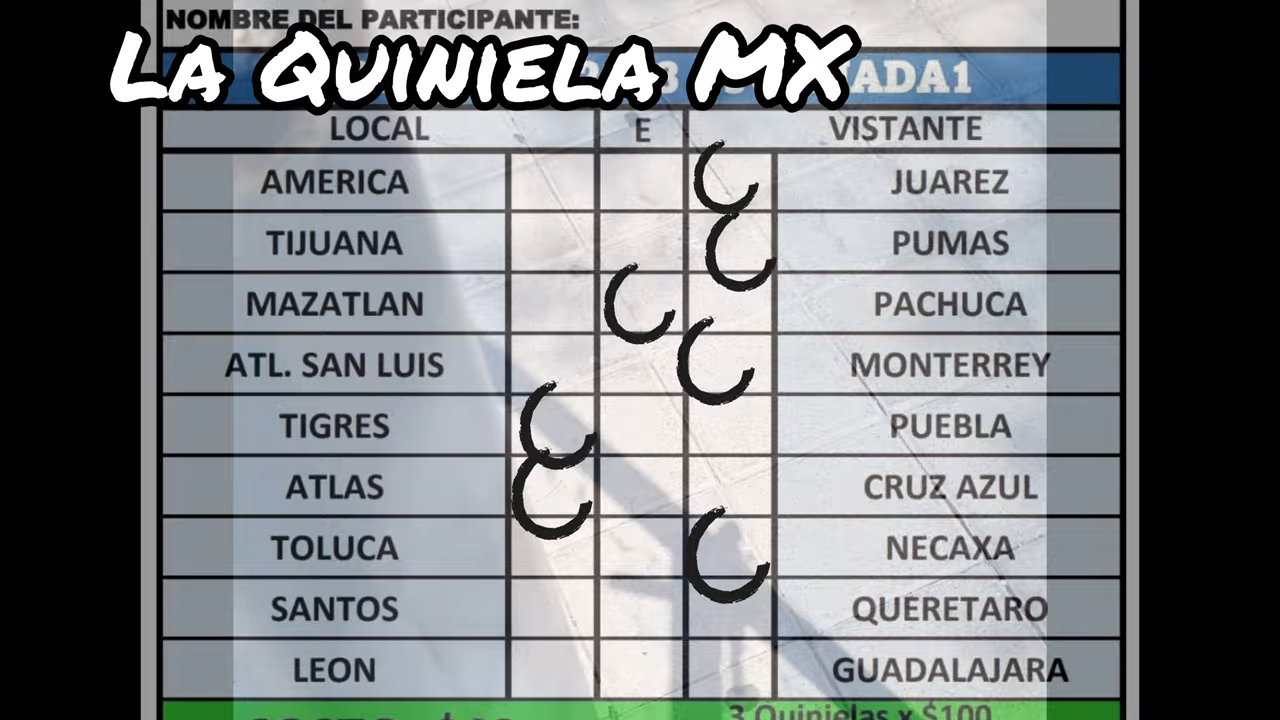 NOMBRE DEL PARTICIPANTE:
La Quiniela MX
NADA1
LOCAL E VISTANTE
AMERICA JUAREZ
TIJUANA PUMAS
MAZATLAN PACHUCA
ATL. SAN LUIS MONTERREY
TIGRES PUEBLA
ATLAS CRUZ AZUL
TOLUCA NECAXA
SANTOS QUERETARO
LEON GUADALAJARA
3 Quinielas x $100